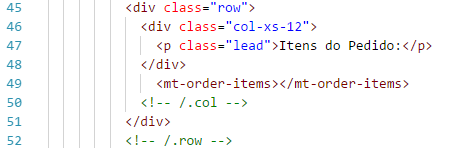 45 <div class="row">
46 <div class="col-xs-12">
47 <p class="lead">Itens do Pedido:</p>
48 </div>
49 <mt-order-items></mt-order-items>
50 <!-- /.col -->
51 </div>
52 <!-- /.row -->